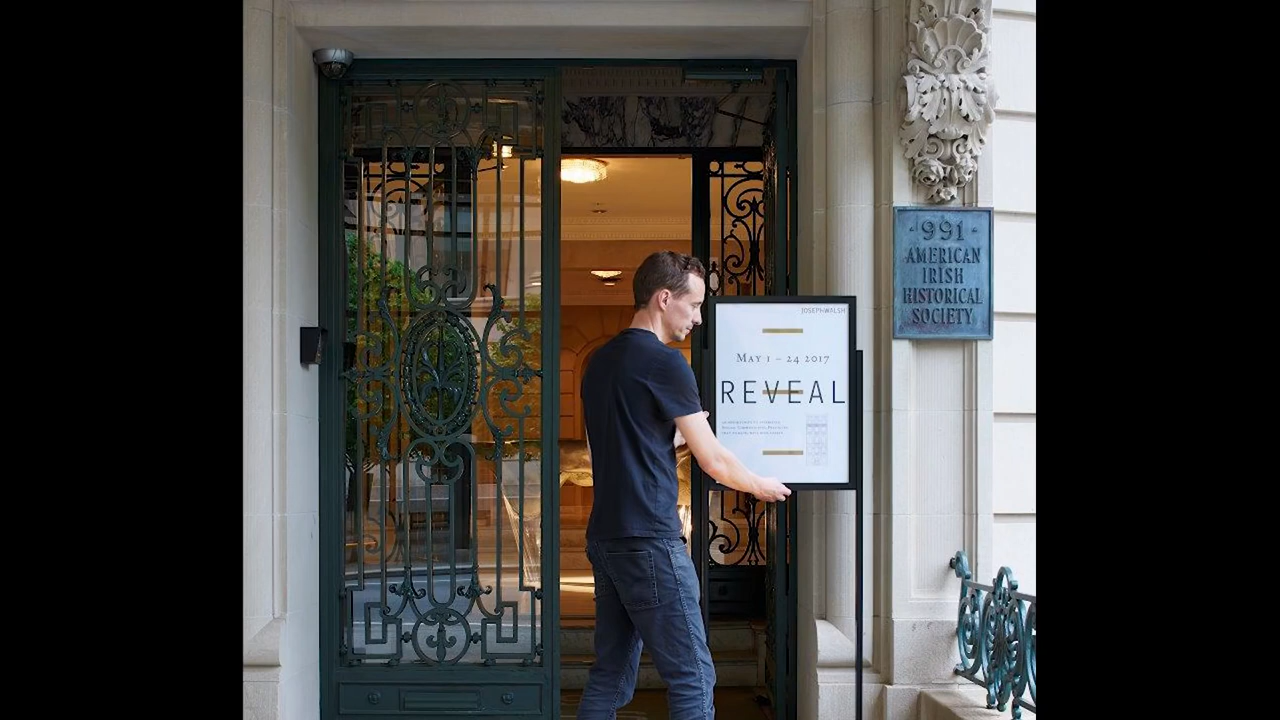 JOSEPHWALSH
MAY 1 – 24 2017
REVEAL
· 991 ·
AMERICAN
IRISH
HISTORICAL
SOCIETY